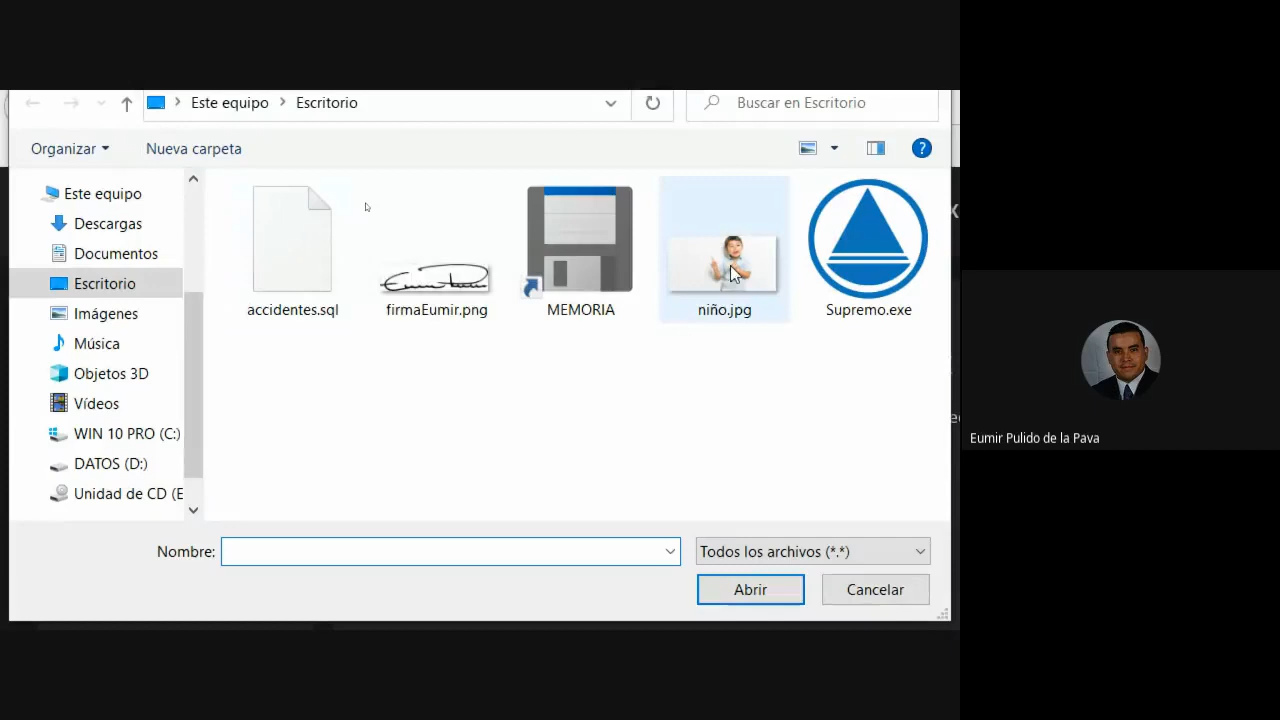 Este equipo Escritorio Buscar en Escritorio
Organizar Nueva carpeta
Este equipo
Descargas
Documentos
Escritorio
Imágenes
Música
Objetos 3D
Vídeos
WIN 10 PRO (C:)
DATOS (D:)
Unidad de CD (E
accidentes.sql firmaEumir.png MEMORIA niño.jpg Supremo.exe
Nombre: Todos los archivos (*.*)
Abrir Cancelar
Eumir Pulido de la Pava